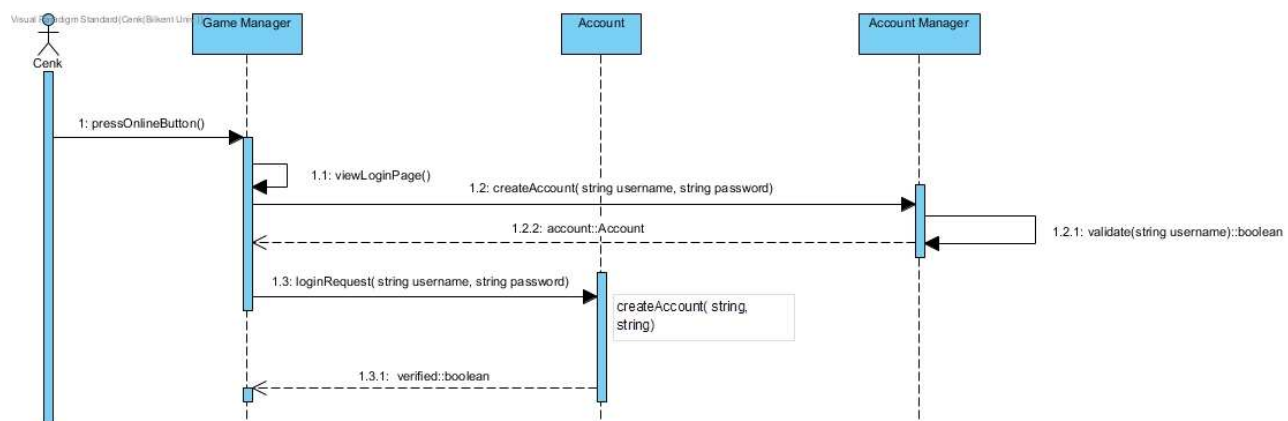 Visual Paradigm Standard(Cenk(Bilkent Univ.))
Game Manager
Account
Account Manager
Cenk
1: pressOnlineButton()
1.1: viewLoginPage()
1.2: createAccount( string username, string password)
1.2.1: validate(string username)::boolean
1.2.2: account::Account
1.3: loginRequest( string username, string password)
createAccount( string,
string)
1.3.1: verified::boolean